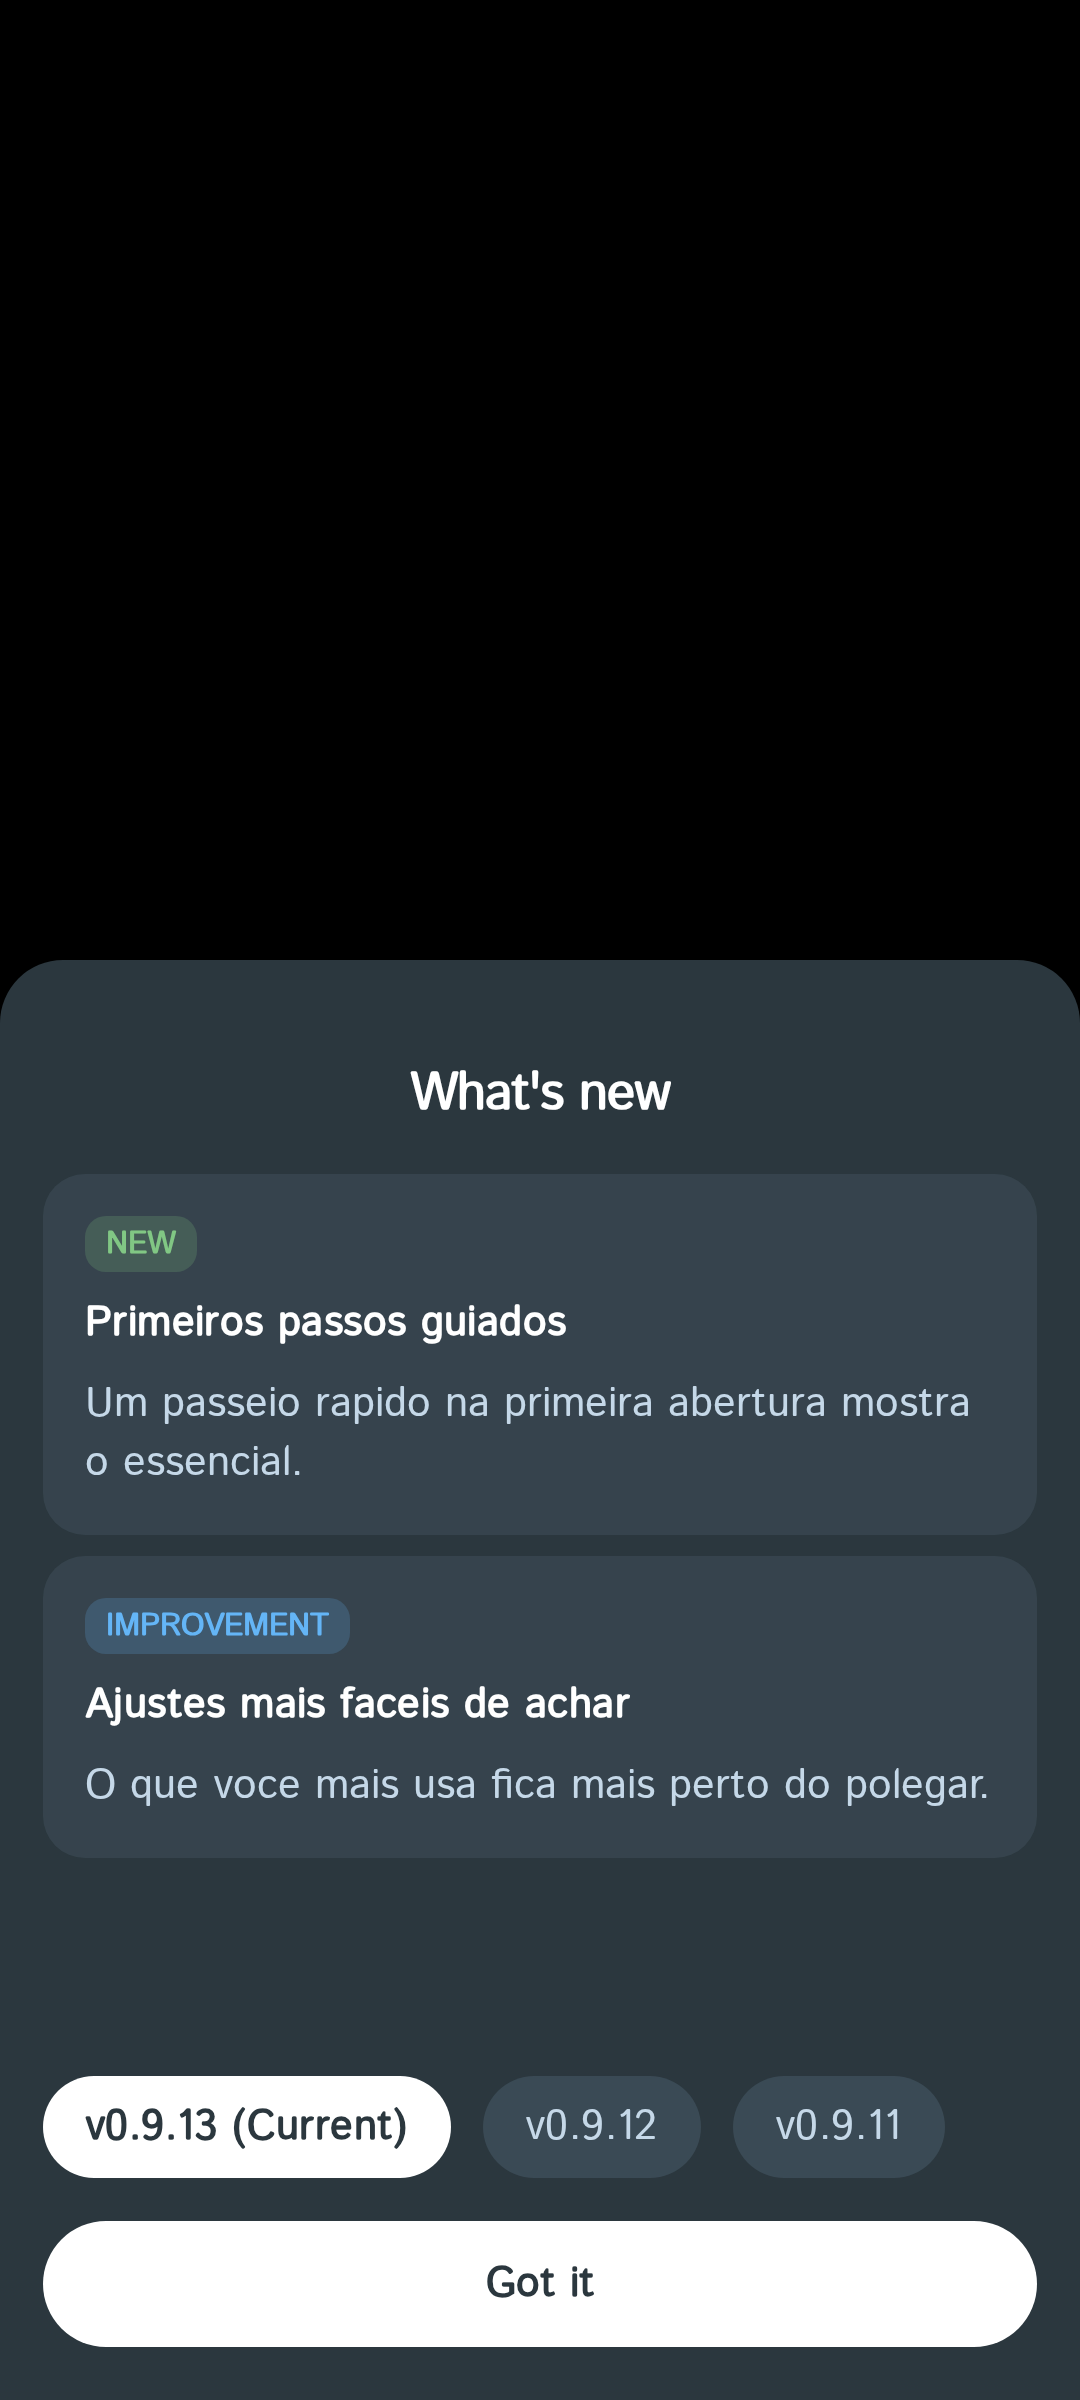 What's new
NEW
Primeiros passos guiados
Um passeio rapido na primeira abertura mostra
o essencial.
IMPROVEMENT
Ajustes mais faceis de achar
O que voce mais usa fica mais perto do polegar.
v0.9.13 (Current)
v0.9.12
v0.9.11
Got it